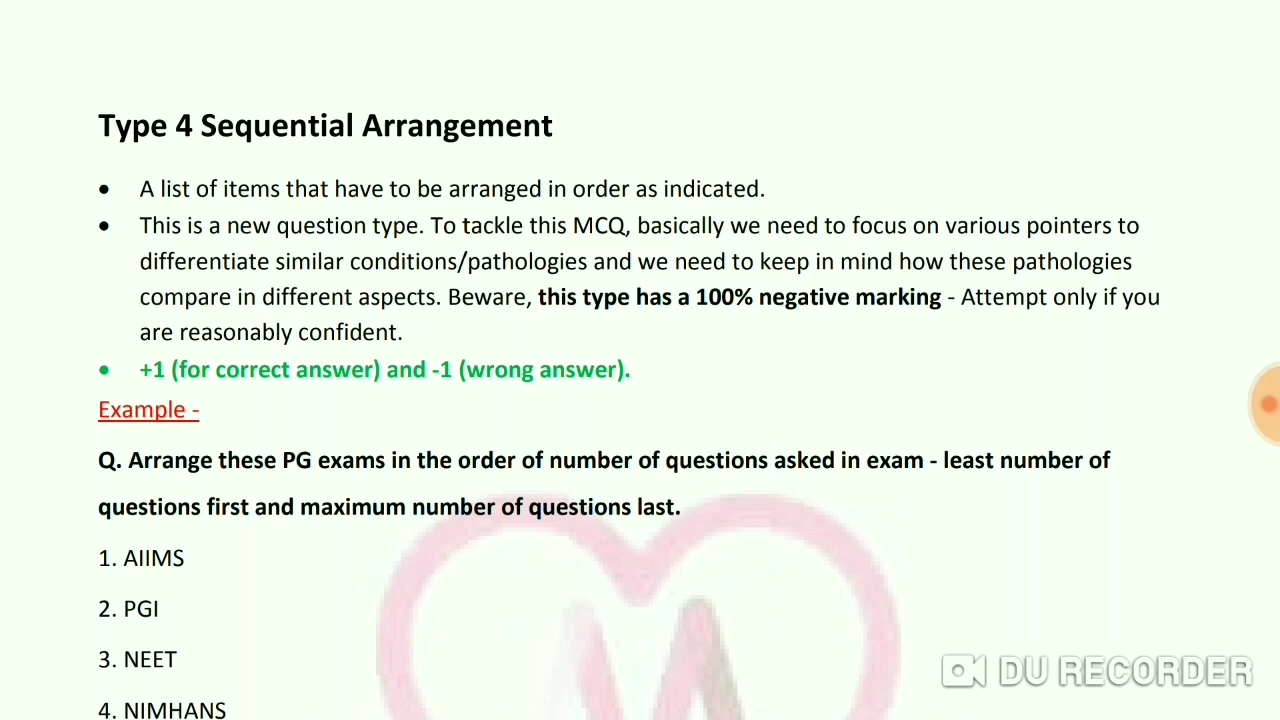 Type 4 Sequential Arrangement
• A list of items that have to be arranged in order as indicated.
• This is a new question type. To tackle this MCQ, basically we need to focus on various pointers to
differentiate similar conditions/pathologies and we need to keep in mind how these pathologies
compare in different aspects. Beware, this type has a 100% negative marking - Attempt only if you
are reasonably confident.
• +1 (for correct answer) and -1 (wrong answer).
Example -
Q. Arrange these PG exams in the order of number of questions asked in exam - least number of
questions first and maximum number of questions last.
1. AIIMS
2. PGI
3. NEET
4. NIMHANS
DU RECORDER